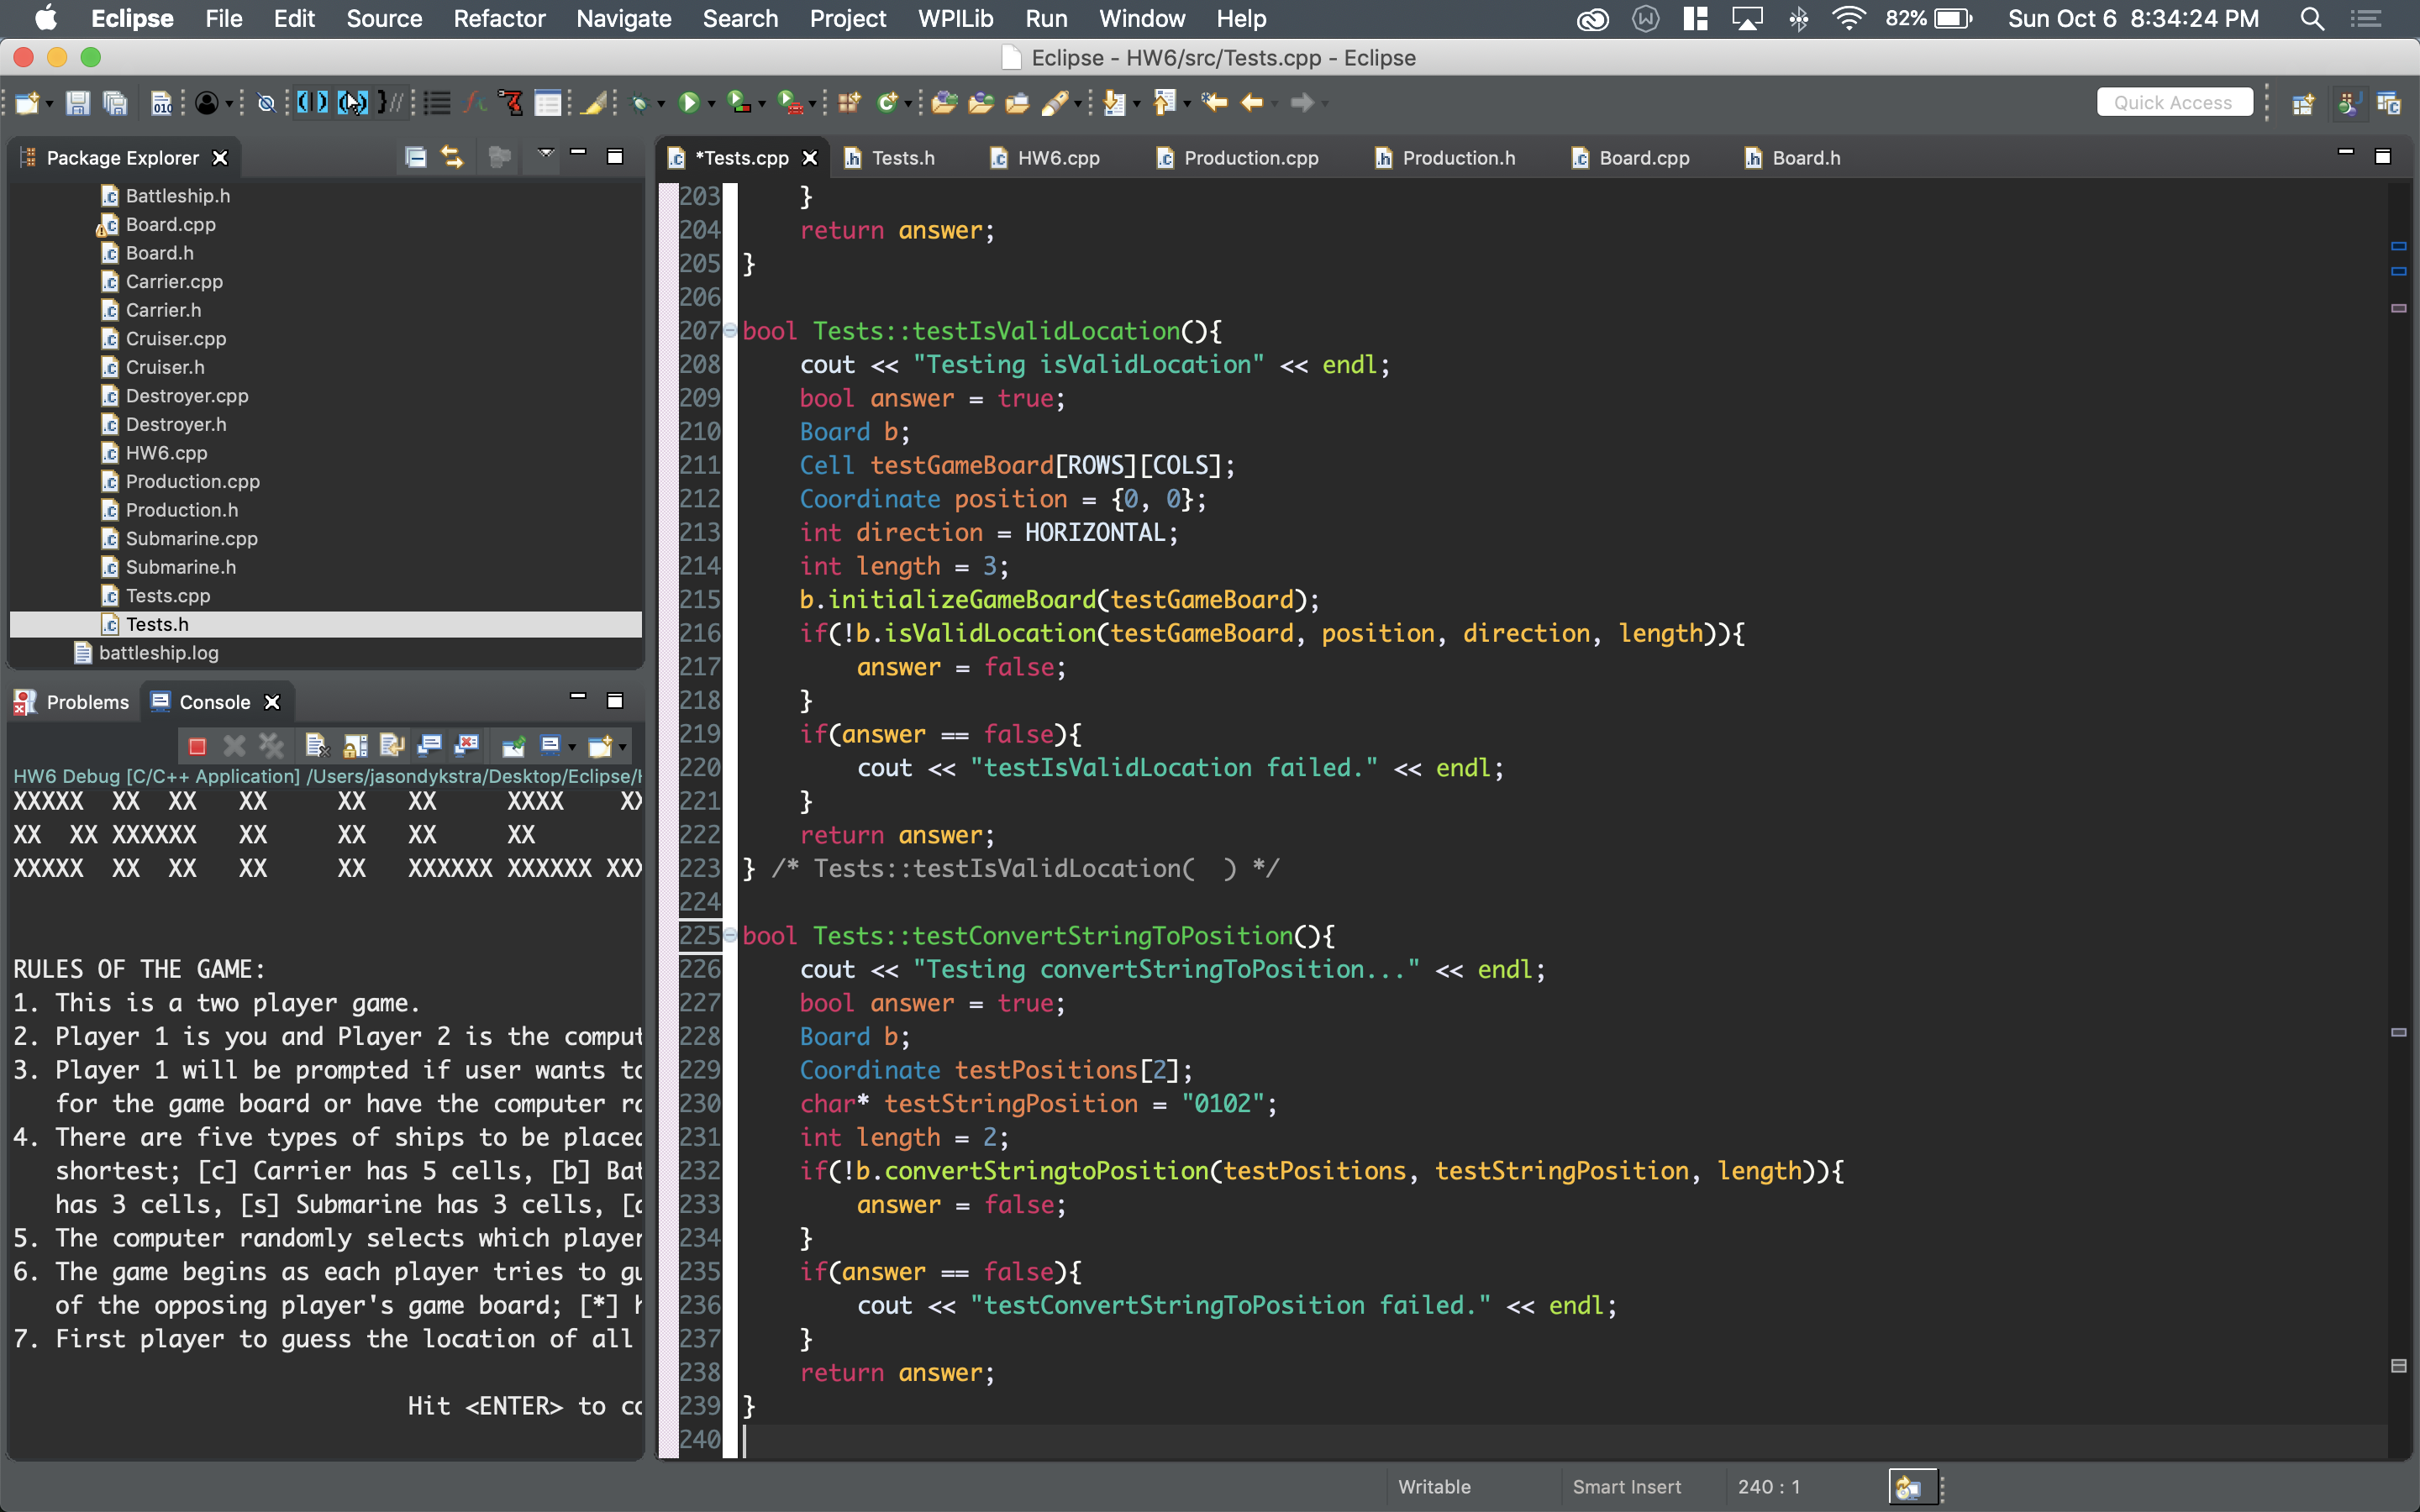 Eclipse File Edit Source Refactor Navigate Search Project WPILib Run Window Help 82% Sun Oct 6 8:34:24 PM
Eclipse - HW6/src/Tests.cpp - Eclipse
Quick Access
Package Explorer
Battleship.h
Board.cpp
Board.h
Carrier.cpp
Carrier.h
Cruiser.cpp
Cruiser.h
Destroyer.cpp
Destroyer.h
HW6.cpp
Production.cpp
Production.h
Submarine.cpp
Submarine.h
Tests.cpp
Tests.h
battleship.log
Problems Console
HW6 Debug [C/C++ Application] /Users/jasondykstra/Desktop/Eclipse/
XXXXX  XX  XX   XX     XX   XX     XXXX    XX
XX  XX XXXXXX   XX     XX   XX     XX
XXXXX  XX  XX   XX     XX   XXXXXX XXXXXX XXX
RULES OF THE GAME:
1. This is a two player game.
2. Player 1 is you and Player 2 is the comput
3. Player 1 will be prompted if user wants to
for the game board or have the computer ra
4. There are five types of ships to be placed
shortest; [c] Carrier has 5 cells, [b] Bat
has 3 cells, [s] Submarine has 3 cells, [d
5. The computer randomly selects which player
6. The game begins as each player tries to gu
of the opposing player's game board; [*] h
7. First player to guess the location of all
Hit <ENTER> to co
*Tests.cpp Tests.h HW6.cpp Production.cpp Production.h Board.cpp Board.h
203     }
204     return answer;
205 }
206
207 bool Tests::testIsValidLocation(){
208     cout << "Testing isValidLocation" << endl;
209     bool answer = true;
210     Board b;
211     Cell testGameBoard[ROWS][COLS];
212     Coordinate position = {0, 0};
213     int direction = HORIZONTAL;
214     int length = 3;
215     b.initializeGameBoard(testGameBoard);
216     if(!b.isValidLocation(testGameBoard, position, direction, length)){
217         answer = false;
218     }
219     if(answer == false){
220         cout << "testIsValidLocation failed." << endl;
221     }
222     return answer;
223 } /* Tests::testIsValidLocation(  ) */
224
225 bool Tests::testConvertStringToPosition(){
226     cout << "Testing convertStringToPosition..." << endl;
227     bool answer = true;
228     Board b;
229     Coordinate testPositions[2];
230     char* testStringPosition = "0102";
231     int length = 2;
232     if(!b.convertStringtoPosition(testPositions, testStringPosition, length)){
233         answer = false;
234     }
235     if(answer == false){
236         cout << "testConvertStringToPosition failed." << endl;
237     }
238     return answer;
239 }
240
Writable Smart Insert 240 : 1